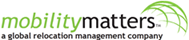 mobilitymatters™
a global relocation management company